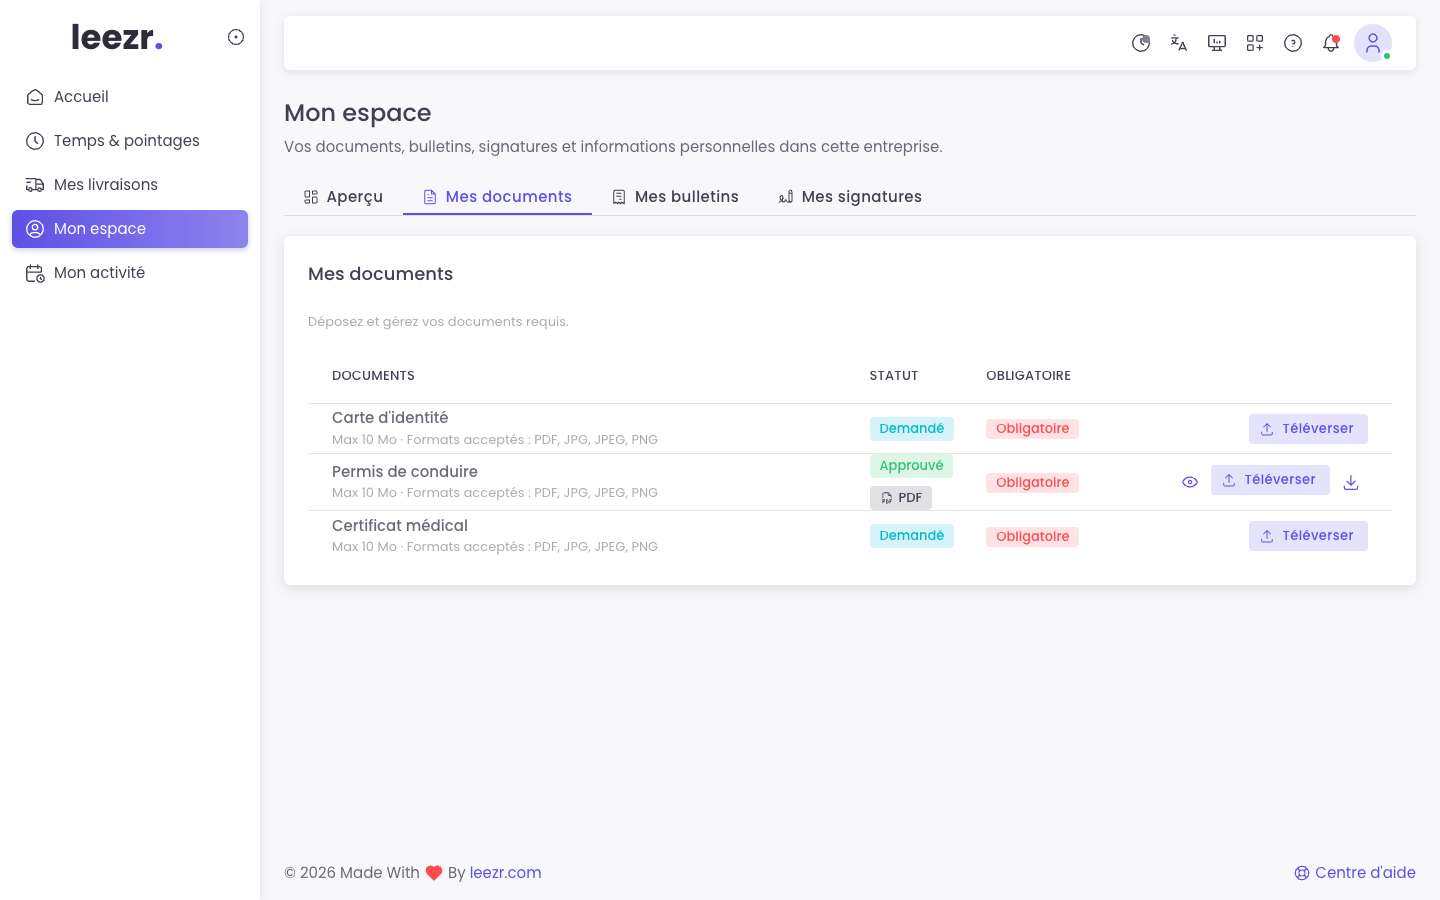 leezr.
Accueil
Temps & pointages
Mes livraisons
Mon espace
Mon activité
Mon espace
Vos documents, bulletins, signatures et informations personnelles dans cette entreprise.
Aperçu
Mes documents
Mes bulletins
Mes signatures
Mes documents
Déposez et gérez vos documents requis.
DOCUMENTS STATUT OBLIGATOIRE
Carte d'identité
Max 10 Mo · Formats acceptés : PDF, JPG, JPEG, PNG
Demandé
Obligatoire
Téléverser
Permis de conduire
Max 10 Mo · Formats acceptés : PDF, JPG, JPEG, PNG
Approuvé
PDF
Obligatoire
Téléverser
Certificat médical
Max 10 Mo · Formats acceptés : PDF, JPG, JPEG, PNG
Demandé
Obligatoire
Téléverser
© 2026 Made With By leezr.com
Centre d'aide